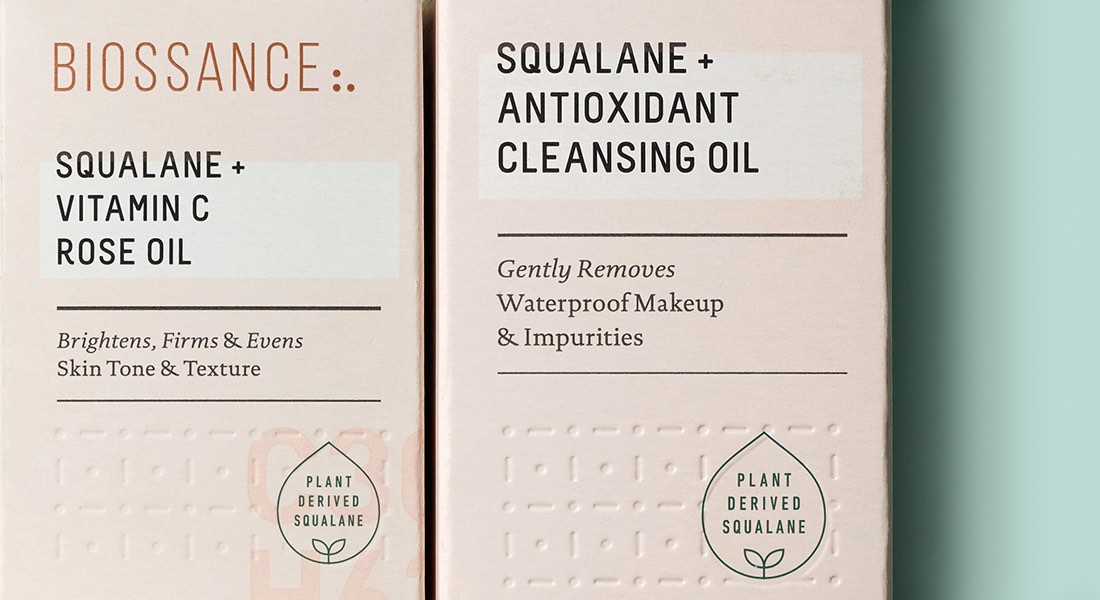 BIOSSANCE:.
SQUALANE +
VITAMIN C
ROSE OIL
Brightens, Firms & Evens
Skin Tone & Texture
PLANT
DERIVED
SQUALANE
SQUALANE +
ANTIOXIDANT
CLEANSING OIL
Gently Removes
Waterproof Makeup
& Impurities
PLANT
DERIVED
SQUALANE